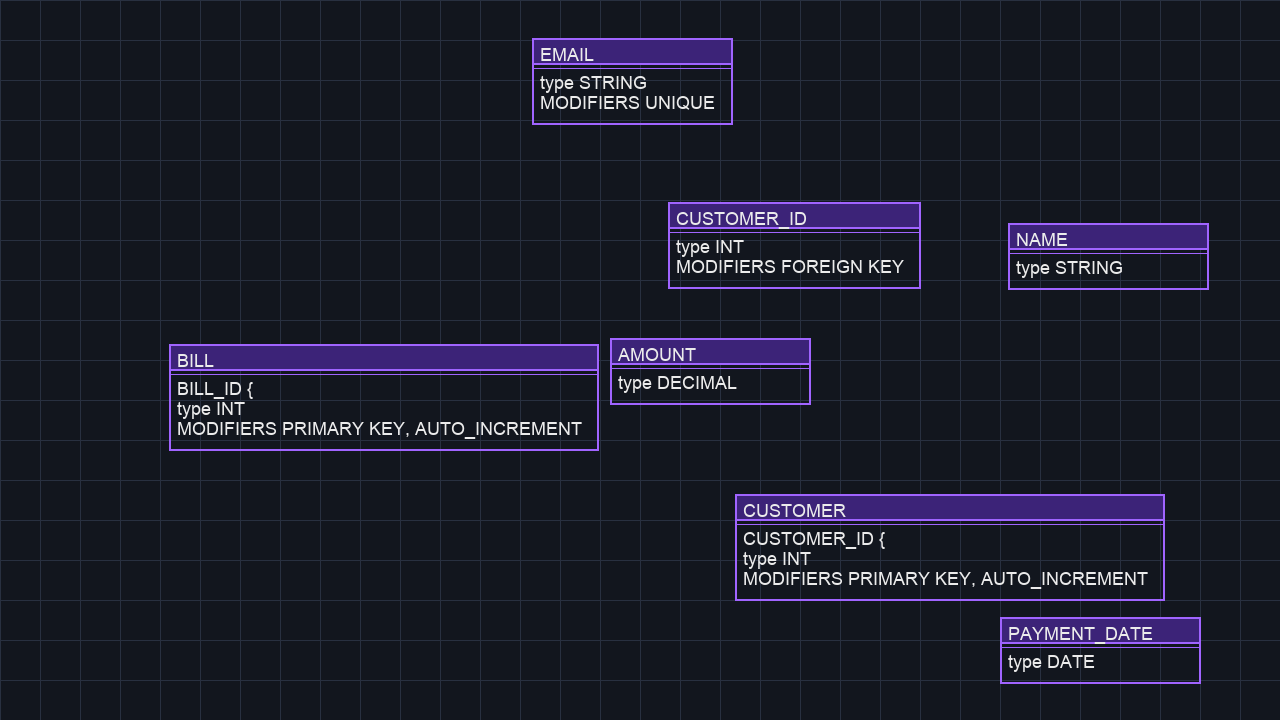 EMAIL
type STRING
MODIFIERS UNIQUE
CUSTOMER_ID
type INT
MODIFIERS FOREIGN KEY
NAME
type STRING
BILL
BILL_ID {
type INT
MODIFIERS PRIMARY KEY, AUTO_INCREMENT
AMOUNT
type DECIMAL
CUSTOMER
CUSTOMER_ID {
type INT
MODIFIERS PRIMARY KEY, AUTO_INCREMENT
PAYMENT_DATE
type DATE